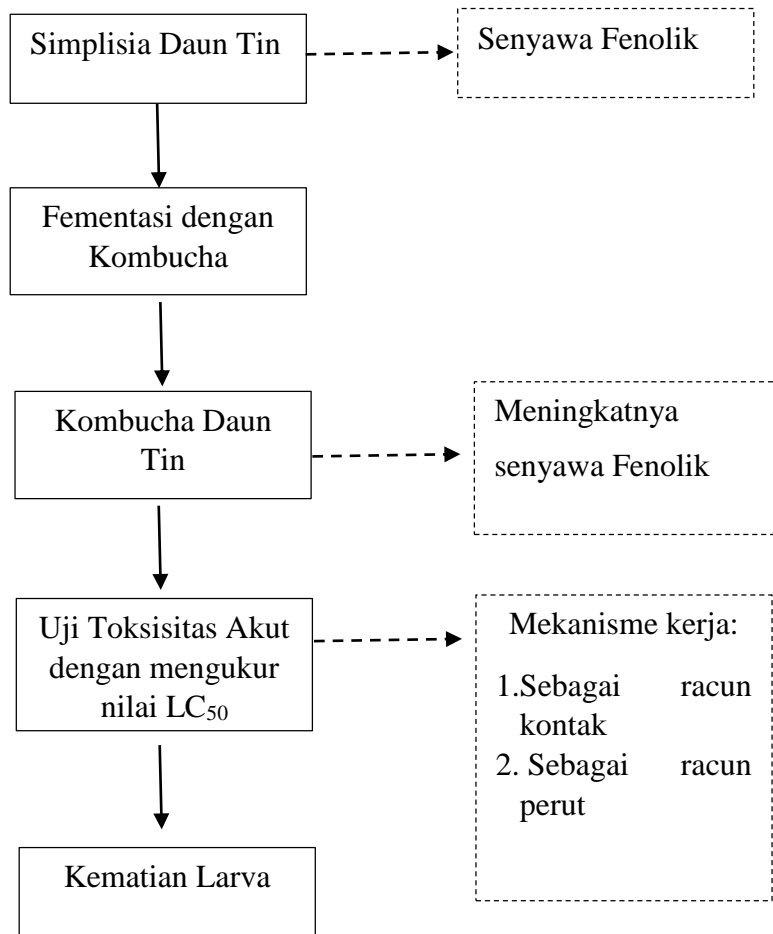 Simplisia Daun Tin
Senyawa Fenolik
Fementasi dengan
Kombucha
Kombucha Daun
Tin
Meningkatnya
senyawa Fenolik
Uji Toksisitas Akut
dengan mengukur
nilai LC₅₀
Mekanisme kerja:
1.Sebagai racun
kontak
2. Sebagai racun
perut
Kematian Larva